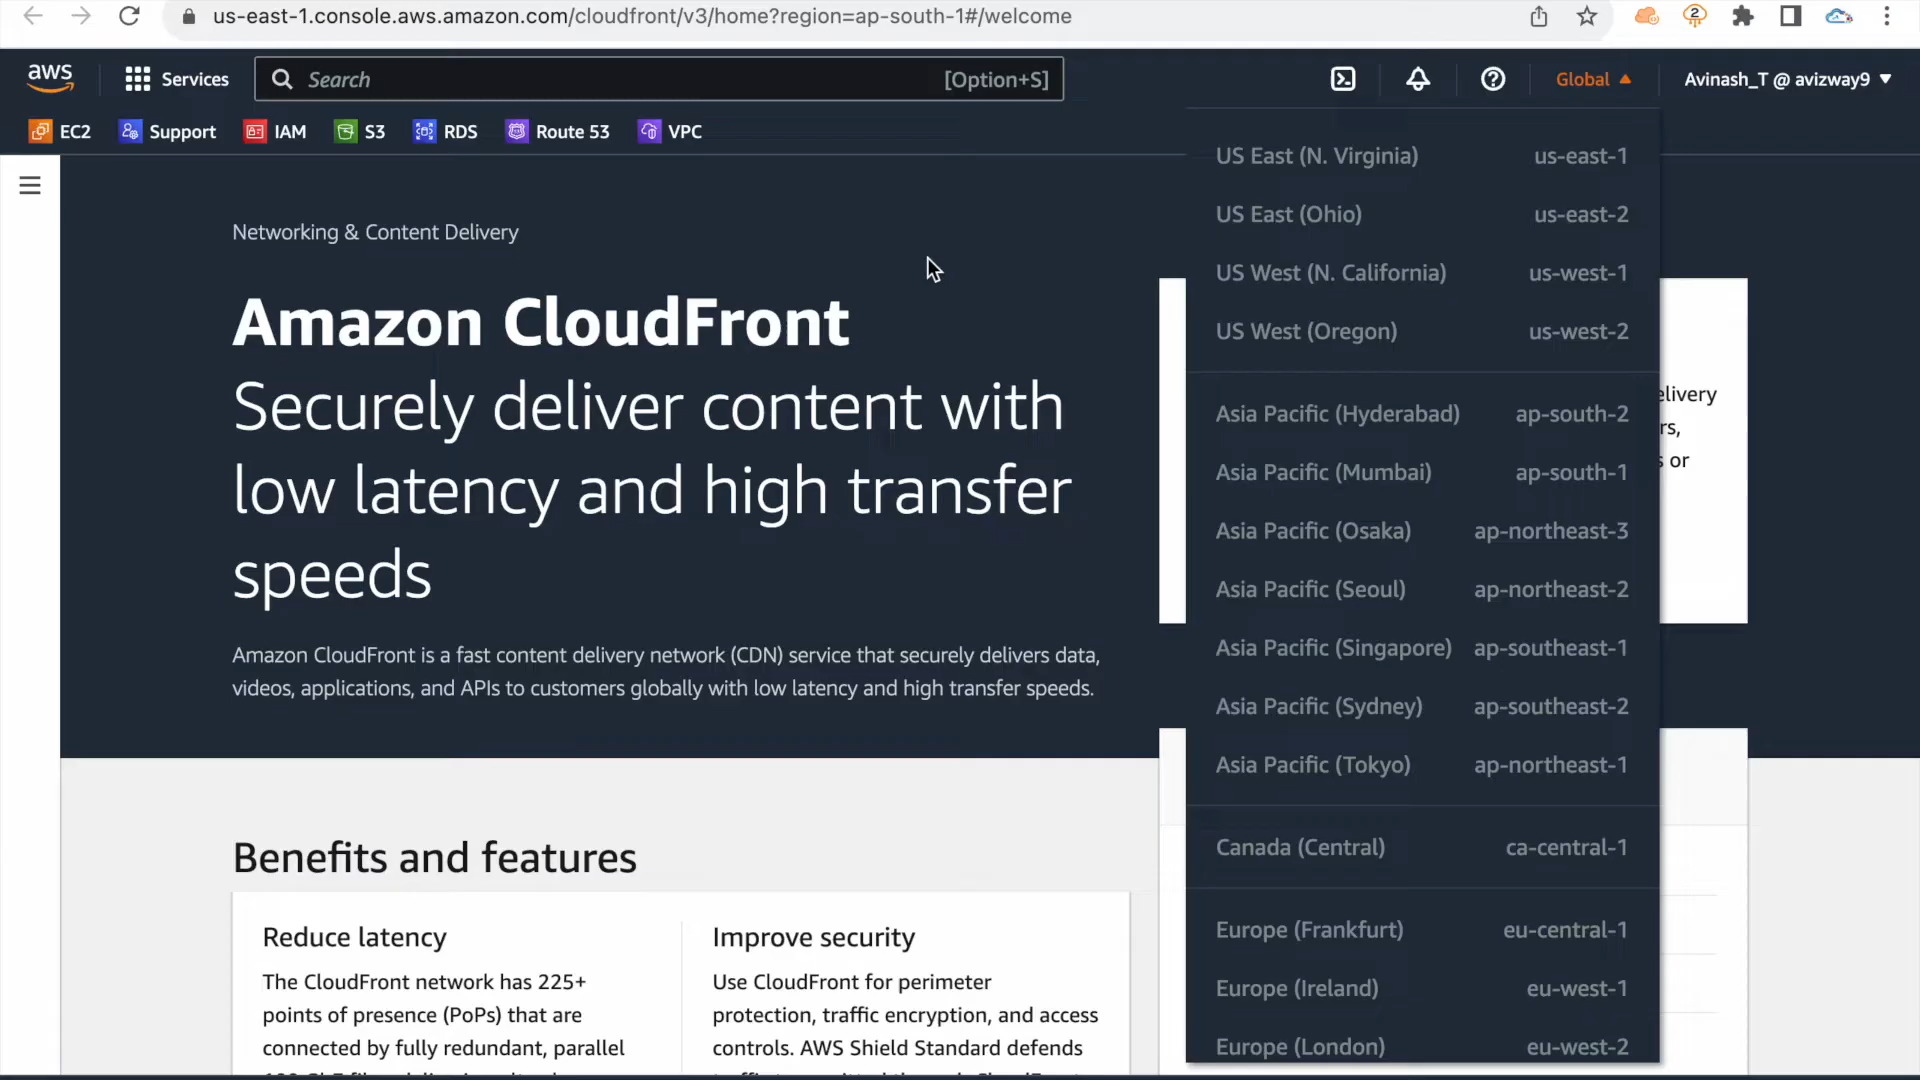 us-east-1.console.aws.amazon.com/cloudfront/v3/home?region=ap-south-1#/welcome
aws
Services
Search
[Option+S]
2
Global
Avinash_T @ avizway9
EC2
Support
IAM
S3
RDS
Route 53
VPC
Networking & Content Delivery
Amazon CloudFront
Securely deliver content with
low latency and high transfer
speeds
Amazon CloudFront is a fast content delivery network (CDN) service that securely delivers data,
videos, applications, and APIs to customers globally with low latency and high transfer speeds.
Benefits and features
Reduce latency
The CloudFront network has 225+
points of presence (PoPs) that are
connected by fully redundant, parallel
Improve security
Use CloudFront for perimeter
protection, traffic encryption, and access
controls. AWS Shield Standard defends
US East (N. Virginia) us-east-1
US East (Ohio) us-east-2
US West (N. California) us-west-1
US West (Oregon) us-west-2
Asia Pacific (Hyderabad) ap-south-2
Asia Pacific (Mumbai) ap-south-1
Asia Pacific (Osaka) ap-northeast-3
Asia Pacific (Seoul) ap-northeast-2
Asia Pacific (Singapore) ap-southeast-1
Asia Pacific (Sydney) ap-southeast-2
Asia Pacific (Tokyo) ap-northeast-1
Canada (Central) ca-central-1
Europe (Frankfurt) eu-central-1
Europe (Ireland) eu-west-1
Europe (London) eu-west-2
elivery
rs,
s or